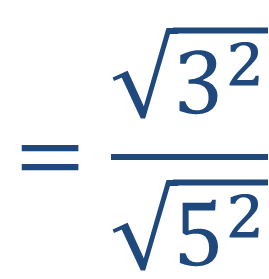 = √3² / √5²